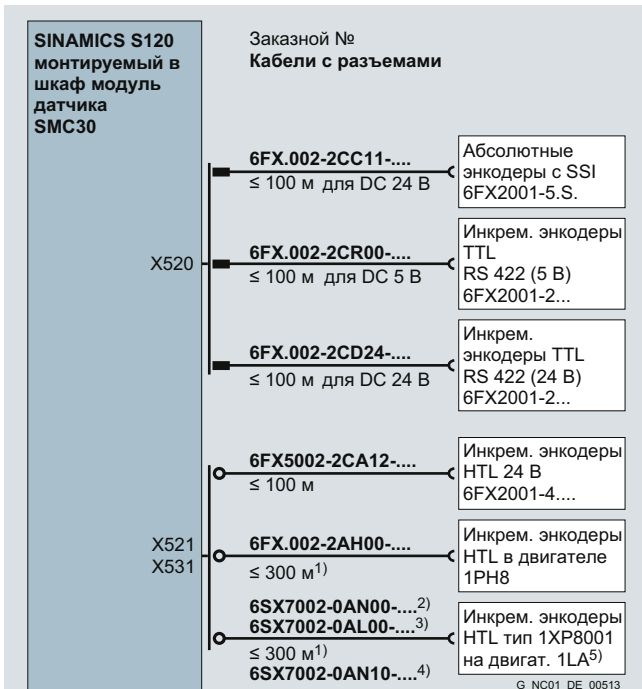 SINAMICS S120
монтируемый в
шкаф модуль
датчика
SMC30
Заказной №
Кабели с разъемами
6FX.002-2CC11-....
≤ 100 м для DC 24 В
Абсолютные
энкодеры с SSI
6FX2001-5.S.
X520
6FX.002-2CR00-....
≤ 100 м для DC 5 В
Инкрем. энкодеры
TTL
RS 422 (5 В)
6FX2001-2...
6FX.002-2CD24-....
≤ 100 м для DC 24 В
Инкрем.
энкодеры TTL
RS 422 (24 В)
6FX2001-2...
6FX5002-2CA12-....
≤ 100 м
Инкрем. энкодеры
HTL 24 В
6FX2001-4....
X521
X531
6FX.002-2AH00-....
≤ 300 м1)
Инкрем. энкодеры
HTL в двигателе
1PH8
6SX7002-0AN00-....2)
6SX7002-0AL00-....3)
≤ 300 м1)
6SX7002-0AN10-....4)
Инкрем. энкодеры
HTL тип 1XP8001
на двигат. 1LA5)
G_NC01_DE_00513